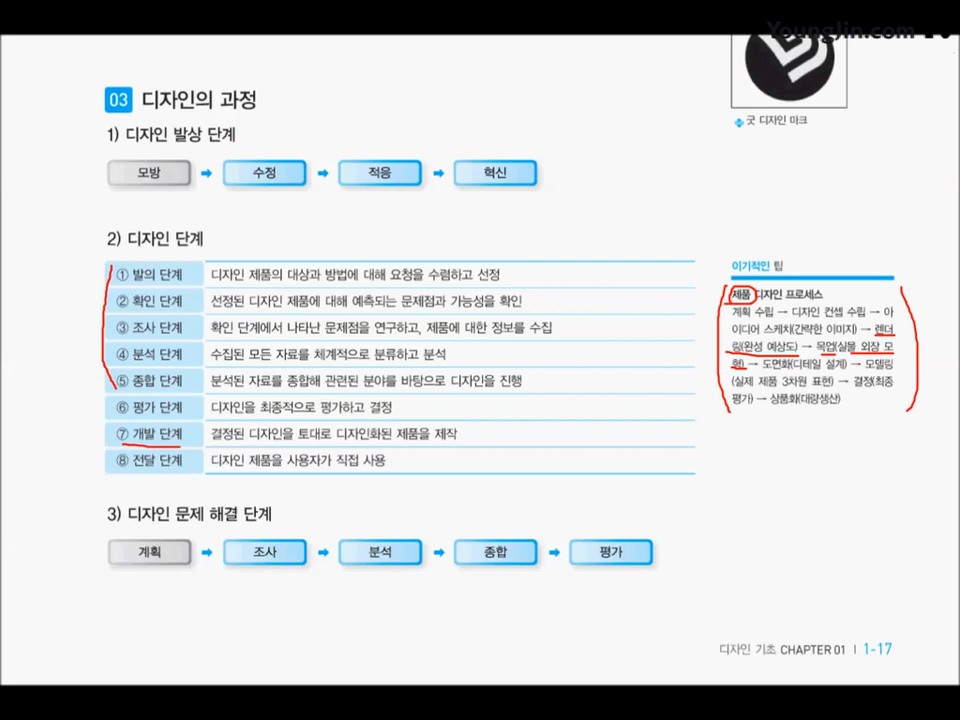 Youngjin.com
굿 디자인 마크
03 디자인의 과정
1) 디자인 발상 단계
모방 → 수정 → 적응 → 혁신
2) 디자인 단계
① 발의 단계 디자인 제품의 대상과 방법에 대해 요청을 수렴하고 선정
② 확인 단계 선정된 디자인 제품에 대해 예측되는 문제점과 가능성을 확인
③ 조사 단계 확인 단계에서 나타난 문제점을 연구하고, 제품에 대한 정보를 수집
④ 분석 단계 수집된 모든 자료를 체계적으로 분류하고 분석
⑤ 종합 단계 분석된 자료를 종합해 관련된 분야를 바탕으로 디자인을 진행
⑥ 평가 단계 디자인을 최종적으로 평가하고 결정
⑦ 개발 단계 결정된 디자인을 토대로 디자인화된 제품을 제작
⑧ 전달 단계 디자인 제품을 사용자가 직접 사용
이기적인 팁
제품 디자인 프로세스
계획 수립 → 디자인 컨셉 수립 → 아
이디어 스케치(간략한 이미지) → 렌더
링(완성 예상도) → 목업(실물 외장 모
형) → 도면화(디테일 설계) → 모델링
(실제 제품 3차원 표현) → 결정(최종
평가) → 상품화(대량생산)
3) 디자인 문제 해결 단계
계획 → 조사 → 분석 → 종합 → 평가
디자인 기초 CHAPTER 01 | 1-17